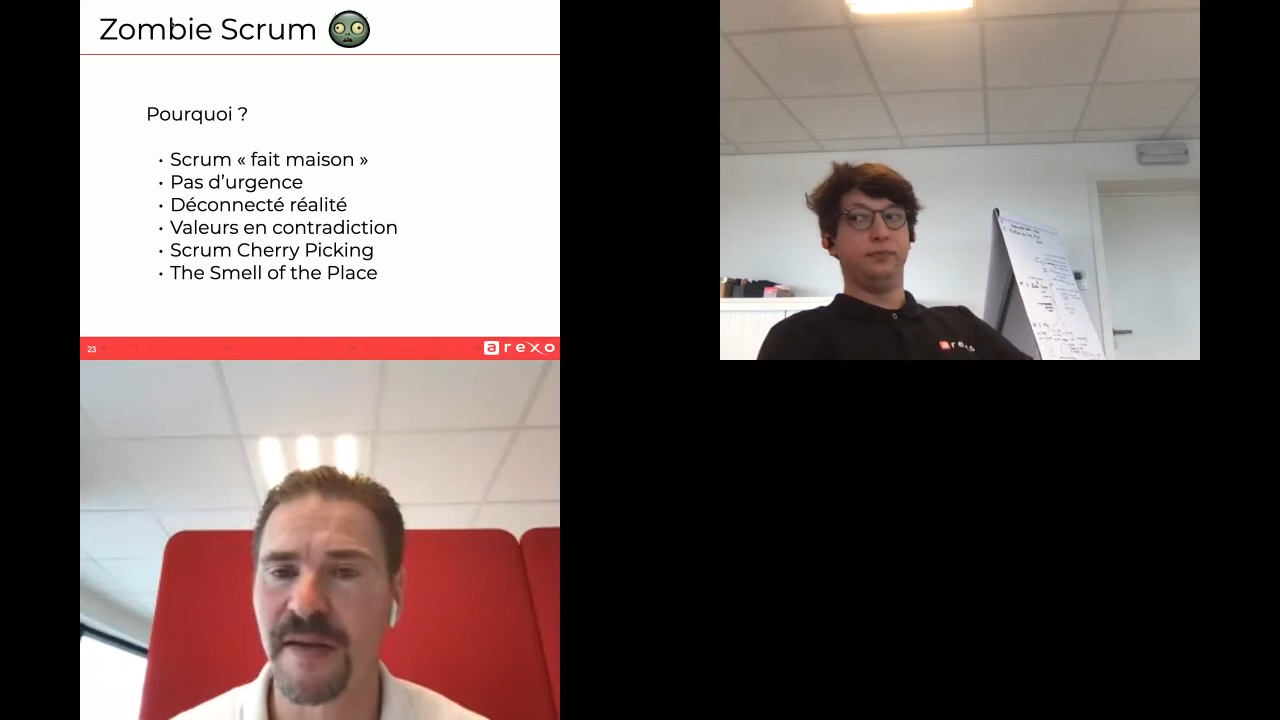 Zombie Scrum
Pourquoi ?
• Scrum « fait maison »
• Pas d'urgence
• Déconnecté réalité
• Valeurs en contradiction
• Scrum Cherry Picking
• The Smell of the Place
23
arexo
arexo